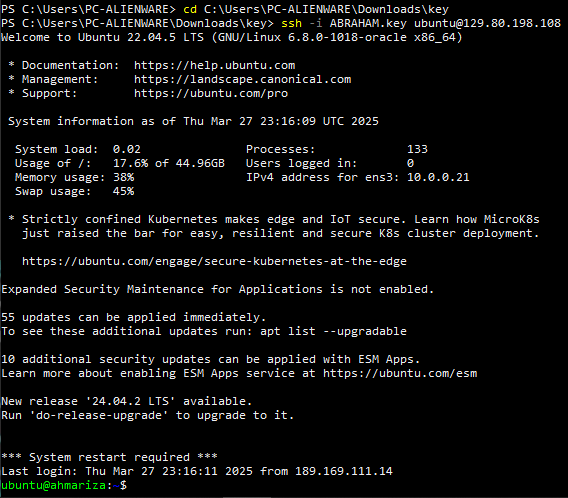 PS C:\Users\PC-ALIENWARE> cd C:\Users\PC-ALIENWARE\Downloads\key
PS C:\Users\PC-ALIENWARE\Downloads\key> ssh -i ABRAHAM.key ubuntu@129.80.198.108
Welcome to Ubuntu 22.04.5 LTS (GNU/Linux 6.8.0-1018-oracle x86_64)
* Documentation:  https://help.ubuntu.com
* Management:     https://landscape.canonical.com
* Support:        https://ubuntu.com/pro
System information as of Thu Mar 27 23:16:09 UTC 2025
System load:  0.02               Processes:             133
Usage of /:   17.6% of 44.96GB   Users logged in:       0
Memory usage: 38%                IPv4 address for ens3: 10.0.0.21
Swap usage:   45%
* Strictly confined Kubernetes makes edge and IoT secure. Learn how MicroK8s
just raised the bar for easy, resilient and secure K8s cluster deployment.
https://ubuntu.com/engage/secure-kubernetes-at-the-edge
Expanded Security Maintenance for Applications is not enabled.
55 updates can be applied immediately.
To see these additional updates run: apt list --upgradable
10 additional security updates can be applied with ESM Apps.
Learn more about enabling ESM Apps service at https://ubuntu.com/esm
New release '24.04.2 LTS' available.
Run 'do-release-upgrade' to upgrade to it.
*** System restart required ***
Last login: Thu Mar 27 23:16:11 2025 from 189.169.111.14
ubuntu@ahmariza:~$